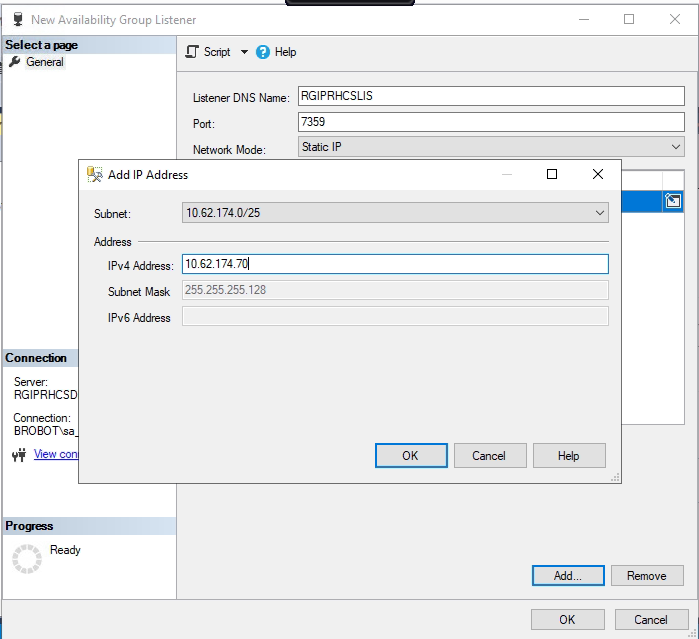 New Availability Group Listener
Select a page
General
Script
Help
Listener DNS Name: RGIPRHCSLIS
Port: 7359
Network Mode: Static IP
Add IP Address
Subnet: 10.62.174.0/25
Address
IPv4 Address: 10.62.174.70
Subnet Mask 255.255.255.128
IPv6 Address
OK Cancel Help
Connection
Server:
RGIPRHCSD
Connection:
BROBOT\sa_
View con
Progress
Ready
Add... Remove
OK Cancel